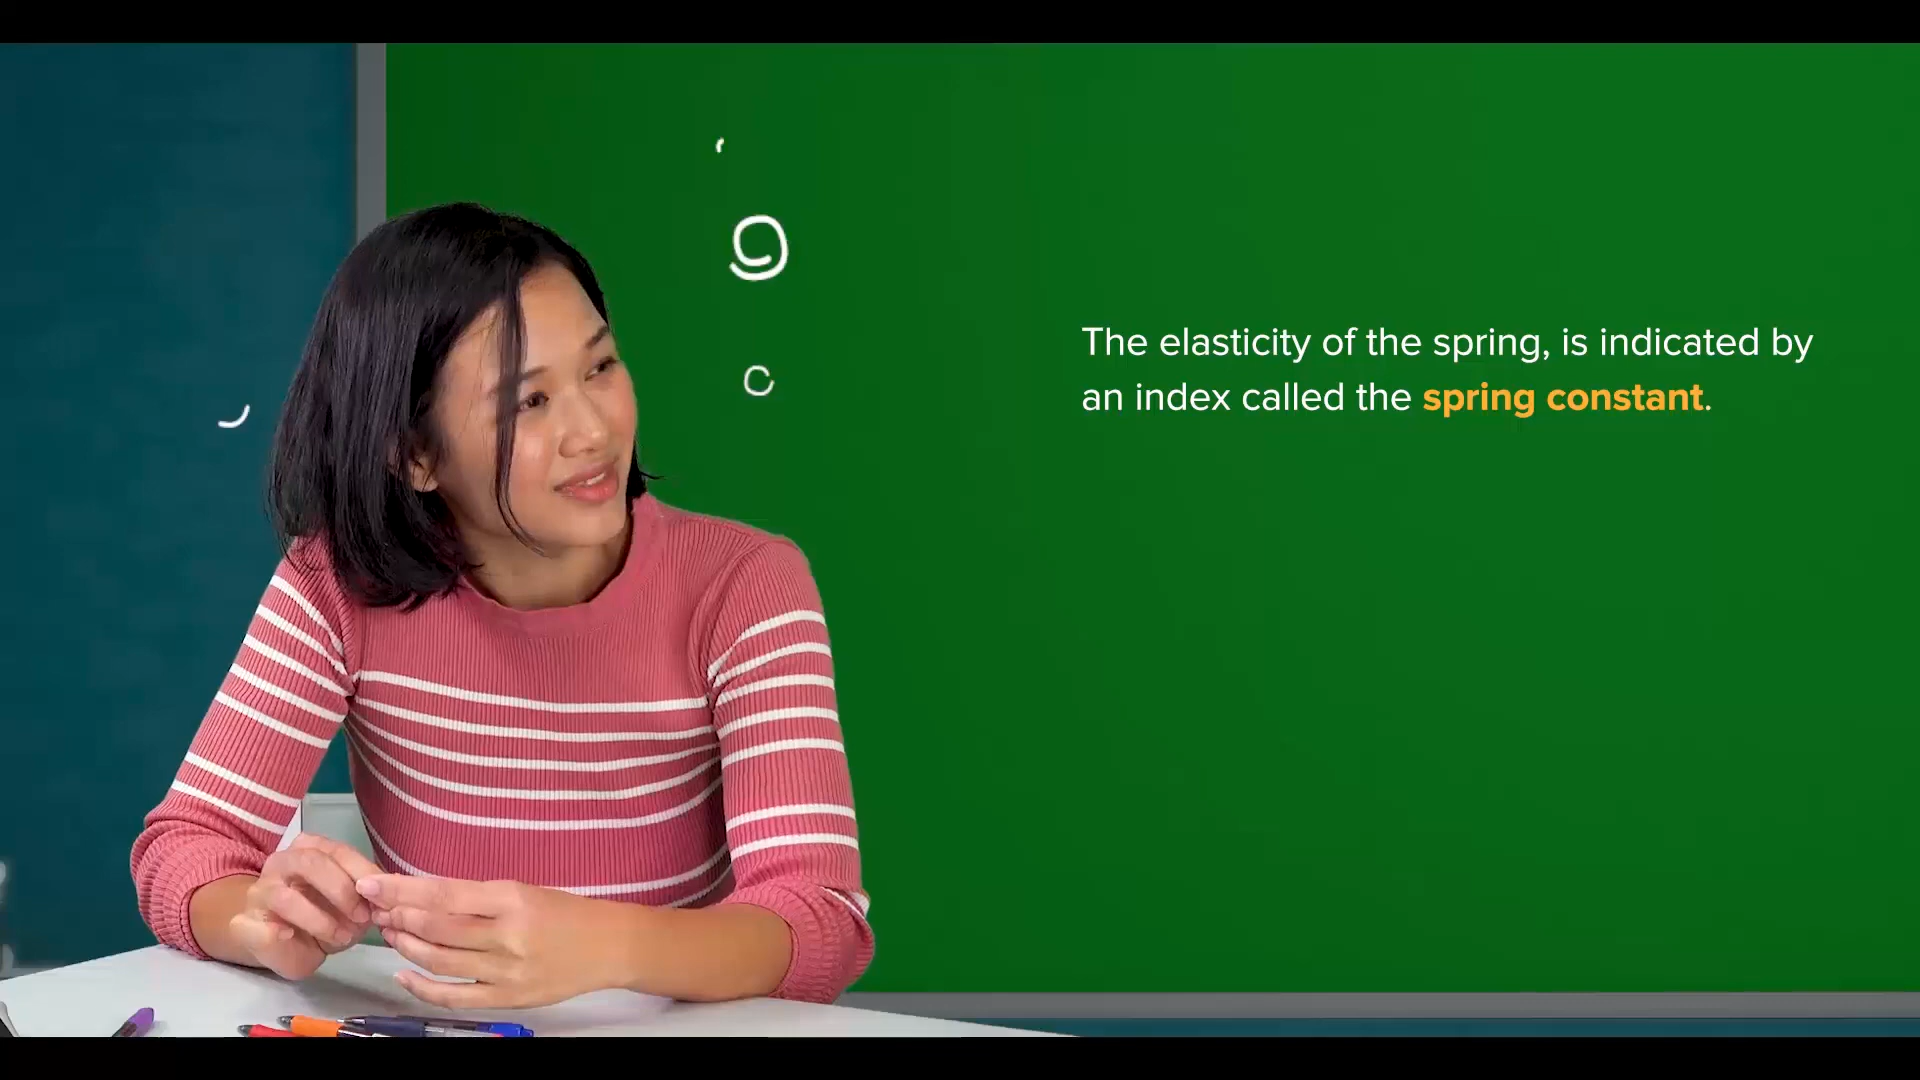 The elasticity of the spring, is indicated by
an index called the spring constant.